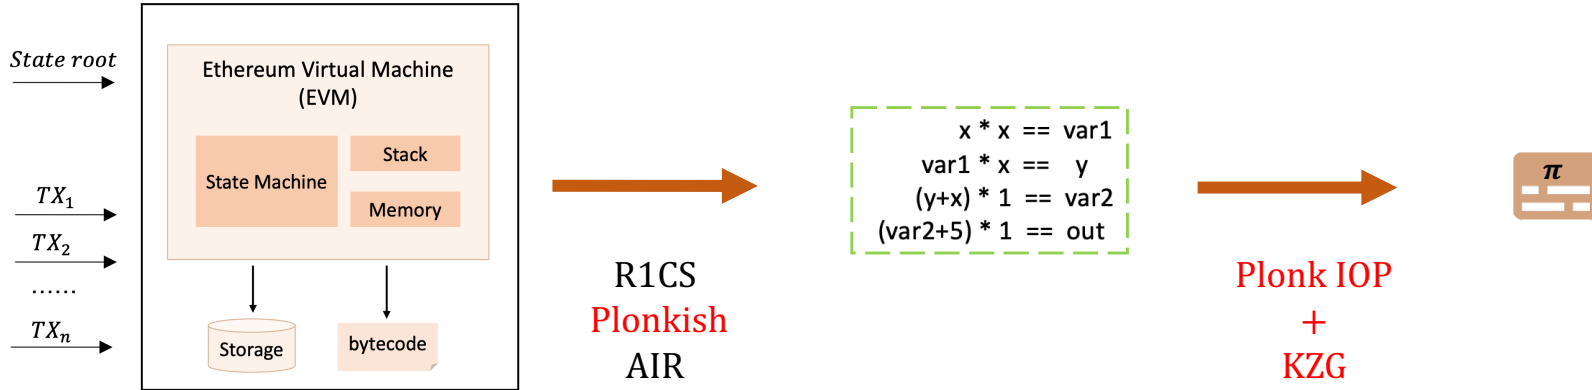 State root
TX₁
TX₂
......
TXₙ
Ethereum Virtual Machine
(EVM)
State Machine
Stack
Memory
Storage
bytecode
R1CS
Plonkish
AIR
x * x == var1
var1 * x == y
(y+x) * 1 == var2
(var2+5) * 1 == out
Plonk IOP
+
KZG
π